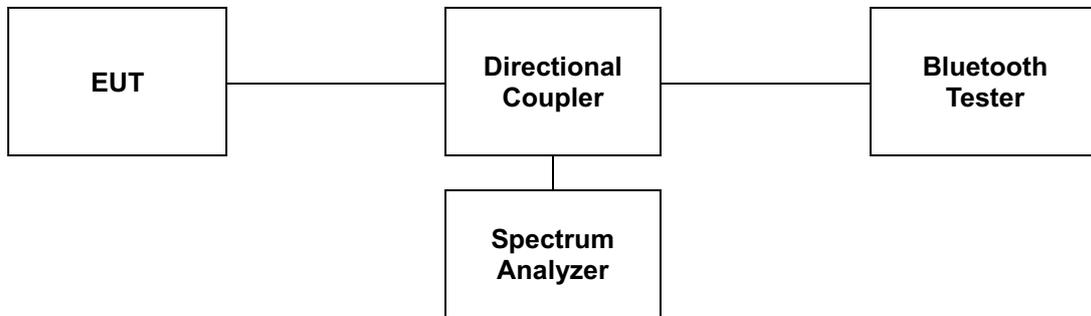 EUT
Directional
Coupler
Bluetooth
Tester
Spectrum
Analyzer